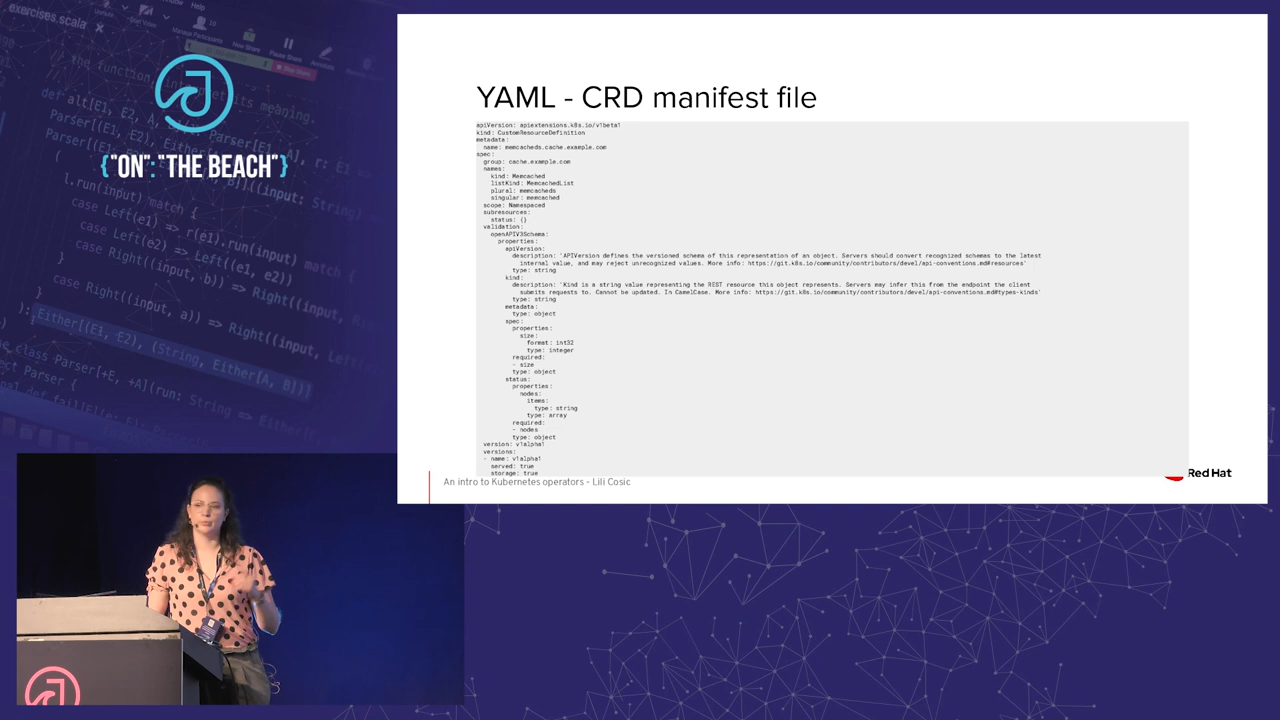 exercises.scala
{"ON":"THE BEACH"}
YAML - CRD manifest file
apiVersion: apiextensions.k8s.io/v1beta1
kind: CustomResourceDefinition
metadata:
name: memcacheds.cache.example.com
spec:
group: cache.example.com
names:
kind: Memcached
listKind: MemcachedList
plural: memcacheds
singular: memcached
scope: Namespaced
subresources:
status: {}
validation:
openAPIV3Schema:
properties:
apiVersion:
description: 'APIVersion defines the versioned schema of this representation of an object. Servers should convert recognized schemas to the latest
internal value, and may reject unrecognized values. More info: https://git.k8s.io/community/contributors/devel/api-conventions.md#resources'
type: string
kind:
description: 'Kind is a string value representing the REST resource this object represents. Servers may infer this from the endpoint the client
submits requests to. Cannot be updated. In CamelCase. More info: https://git.k8s.io/community/contributors/devel/api-conventions.md#types-kinds'
type: string
metadata:
type: object
spec:
properties:
size:
format: int32
type: integer
required:
- size
type: object
status:
properties:
nodes:
items:
type: string
type: array
required:
- nodes
type: object
version: v1alpha1
versions:
- name: v1alpha1
served: true
storage: true
An intro to Kubernetes operators - Lili Cosic
Red Hat